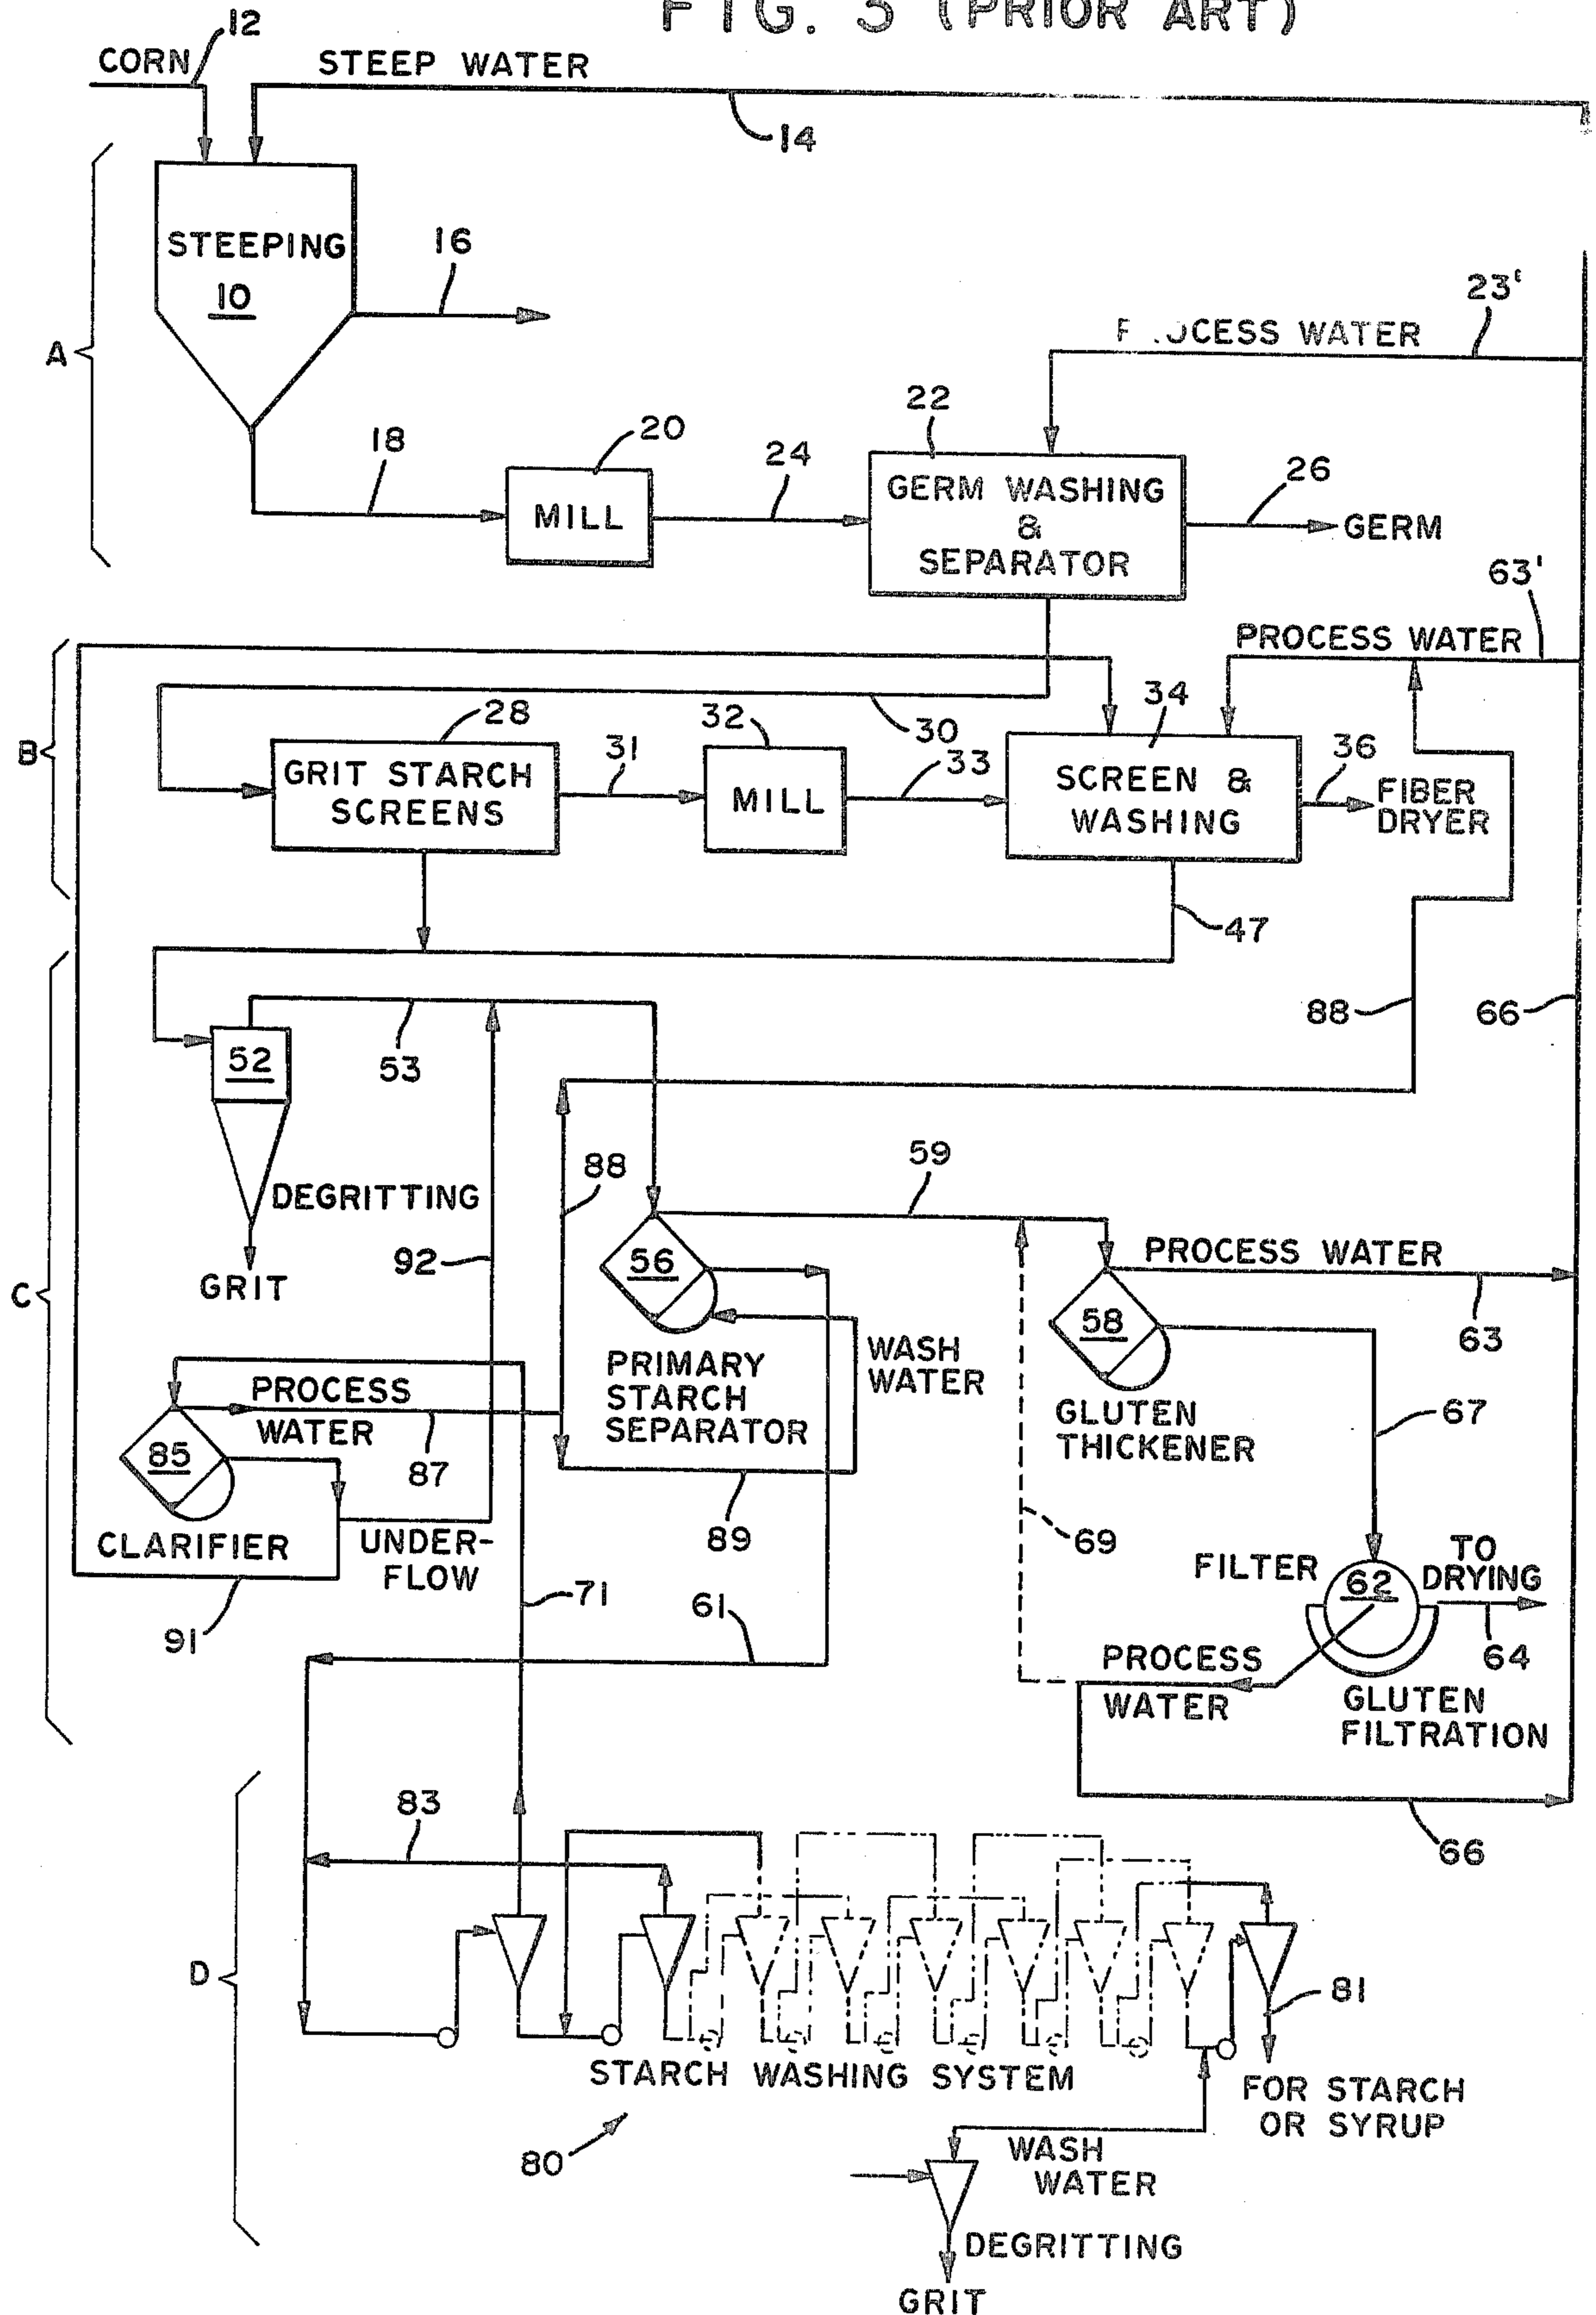 FIG. 3 (PRIOR ART)
CORN
12
STEEP WATER
14
A
STEEPING
10
16
23'
WATER
18
20
MILL
24
22
GERM WASHING
&
SEPARATOR
26
GERM
63'
PROCESS WATER
B
28
GRIT STARCH
SCREENS
31
32
MILL
30
33
34
SCREEN &
WASHING
36
FIBER
DRYER
47
88
66
C
52
53
DEGRITTING
GRIT
92
88
59
56
PRIMARY
STARCH
SEPARATOR
WASH
WATER
58
GLUTEN
THICKENER
PROCESS WATER
63
67
PROCESS
WATER
87
85
CLARIFIER
UNDER-
FLOW
91
89
71
61
69
FILTER
62
TO
DRYING
64
PROCESS
WATER
GLUTEN
FILTRATION
66
D
83
81
STARCH WASHING SYSTEM
FOR STARCH
OR SYRUP
80
WASH
WATER
DEGRITTING
GRIT